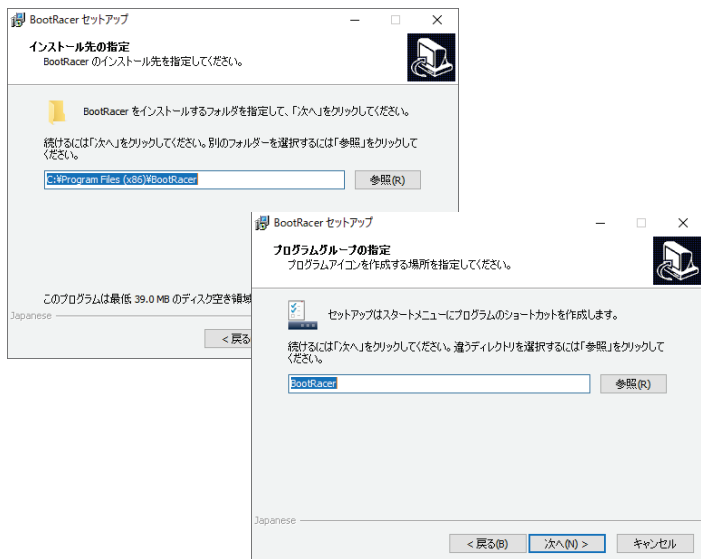 BootRacer セットアップ
インストール先の指定
BootRacer のインストール先を指定してください。
BootRacer をインストールするフォルダを指定して、「次へ」をクリックしてください。
続けるには「次へ」をクリックしてください。別のフォルダーを選択するには「参照」をクリックして
ください。
C:¥Program Files (x86)¥BootRacer
参照(R)
このプログラムは最低 39.0 MB のディスク空き領域
Japanese
< 戻る
BootRacer セットアップ
プログラムグループの指定
プログラムアイコンを作成する場所を指定してください。
セットアップはスタートメニューにプログラムのショートカットを作成します。
続けるには「次へ」をクリックしてください。違うディレクトリを選択するには「参照」をクリックして
ください。
BootRacer
参照(R)
Japanese
< 戻る(B)
次へ(N) >
キャンセル